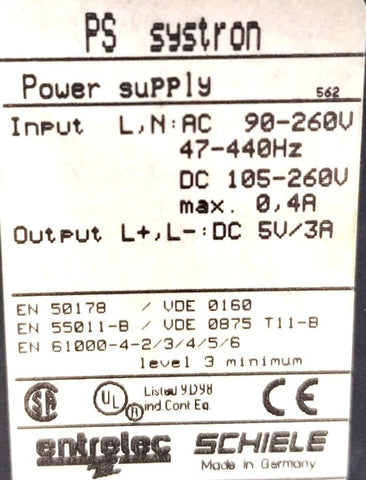 PS systron
Power supply 562
Input L,N:AC 90-260V
47-440Hz
DC 105-260V
max. 0,4A
Output L+,L-:DC 5V/3A
EN 50178 / VDE 0160
EN 55011-B / VDE 0875 T11-B
EN 61000-4-2/3/4/5/6
level 3 minimum
SA UL ® Listed 9D98 CE
ind.Cont.Eq.
entrelec SCHIELE
Made in Germany